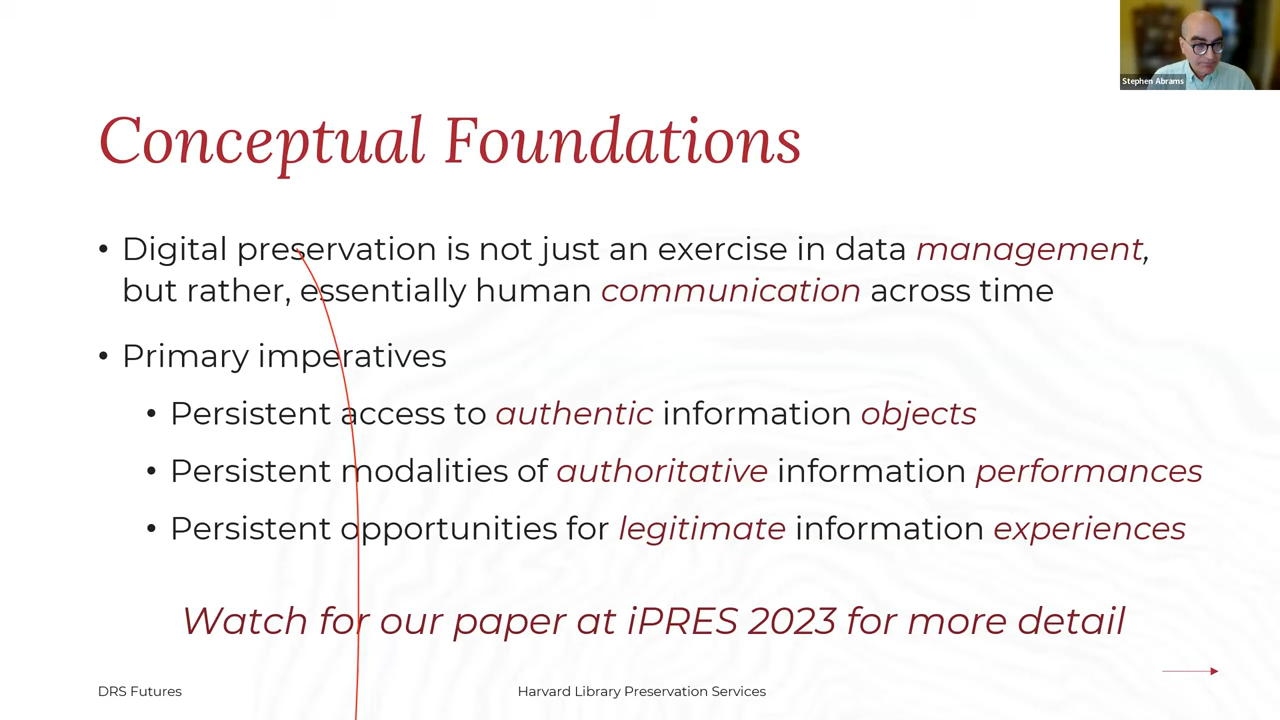 Stephen Abrams
Conceptual Foundations
• Digital preservation is not just an exercise in data management,
but rather, essentially human communication across time
• Primary imperatives
• Persistent access to authentic information objects
• Persistent modalities of authoritative information performances
• Persistent opportunities for legitimate information experiences
Watch for our paper at iPRES 2023 for more detail
DRS Futures
Harvard Library Preservation Services